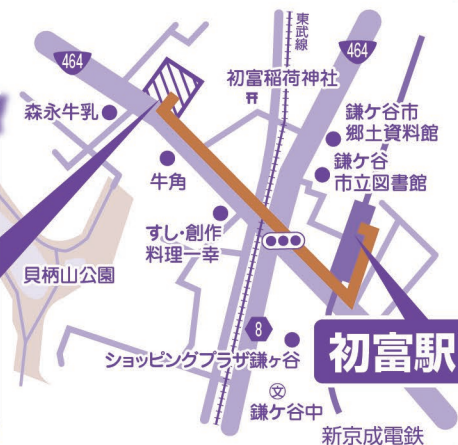 東武線
464
464
初富稲荷神社
森永牛乳
鎌ケ谷市
郷土資料館
鎌ケ谷
市立図書館
牛角
すし・創作
料理一幸
貝柄山公園
8
初富駅
ショッピングプラザ鎌ヶ谷
文
鎌ケ谷中
新京成電鉄